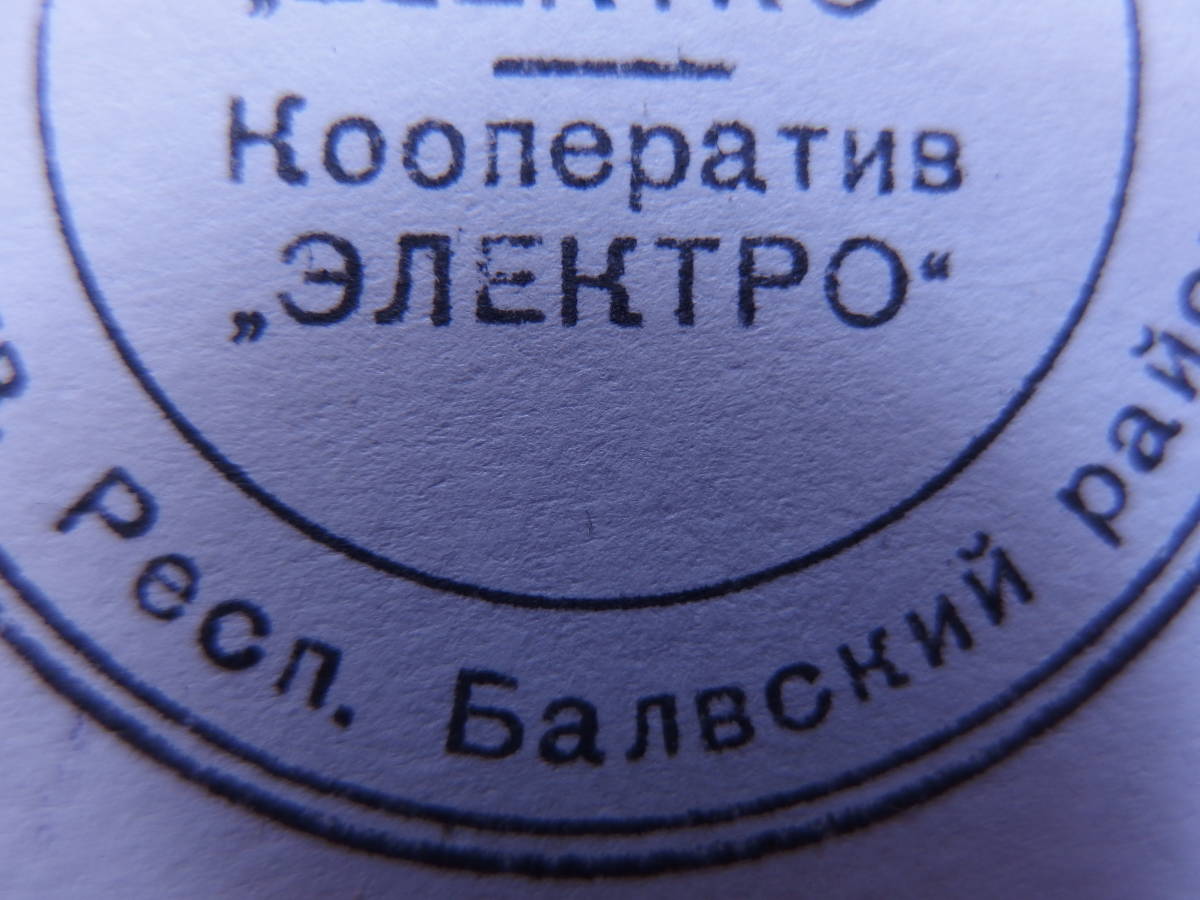 Кооператив
„ЭЛЕКТРО“
Респ. Балвский